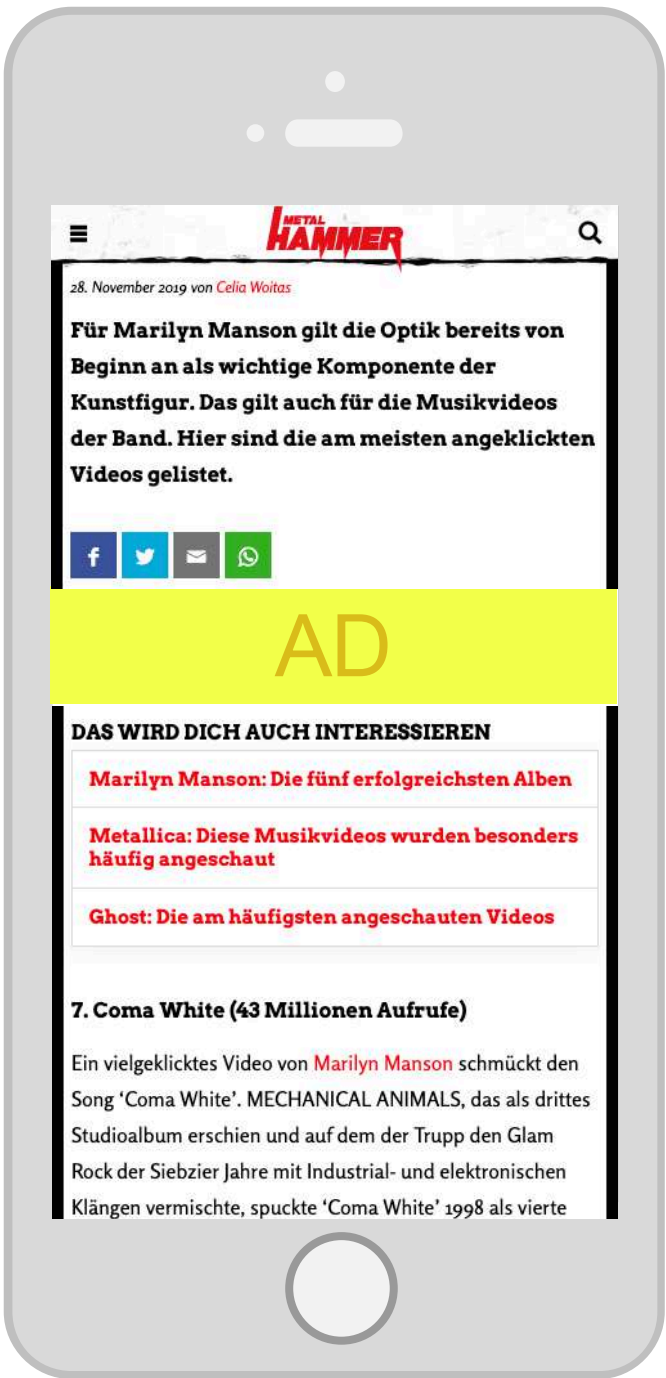 METAL
HAMMER
28. November 2019 von Celia Woitas
Für Marilyn Manson gilt die Optik bereits von
Beginn an als wichtige Komponente der
Kunstfigur. Das gilt auch für die Musikvideos
der Band. Hier sind die am meisten angeklickten
Videos gelistet.
f
AD
DAS WIRD DICH AUCH INTERESSIEREN
Marilyn Manson: Die fünf erfolgreichsten Alben
Metallica: Diese Musikvideos wurden besonders
häufig angeschaut
Ghost: Die am häufigsten angeschauten Videos
7. Coma White (43 Millionen Aufrufe)
Ein vielgeklicktes Video von Marilyn Manson schmückt den
Song ‘Coma White’. MECHANICAL ANIMALS, das als drittes
Studioalbum erschien und auf dem der Trupp den Glam
Rock der Siebzier Jahre mit Industrial- und elektronischen
Klängen vermischte, spuckte ‘Coma White’ 1998 als vierte